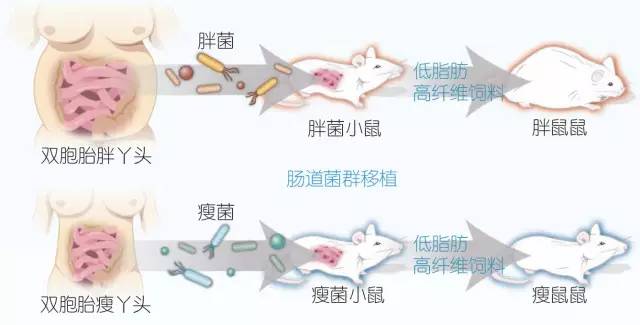 胖菌
低脂肪
高纤维饲料
双胞胎胖丫头
胖菌小鼠
胖鼠鼠
肠道菌群移植
瘦菌
低脂肪
高纤维饲料
双胞胎瘦丫头
瘦菌小鼠
瘦鼠鼠